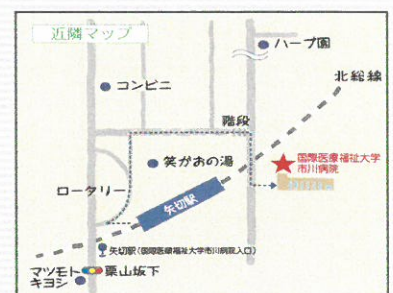 近隣マップ
ハーブ園
北総線
コンビニ
階段
笑がおの湯
国際医療福祉大学
市川病院
ロータリー
矢切駅
矢切駅(国際医療福祉大学市川病院入口)
マツモト
キヨシ
栗山坂下